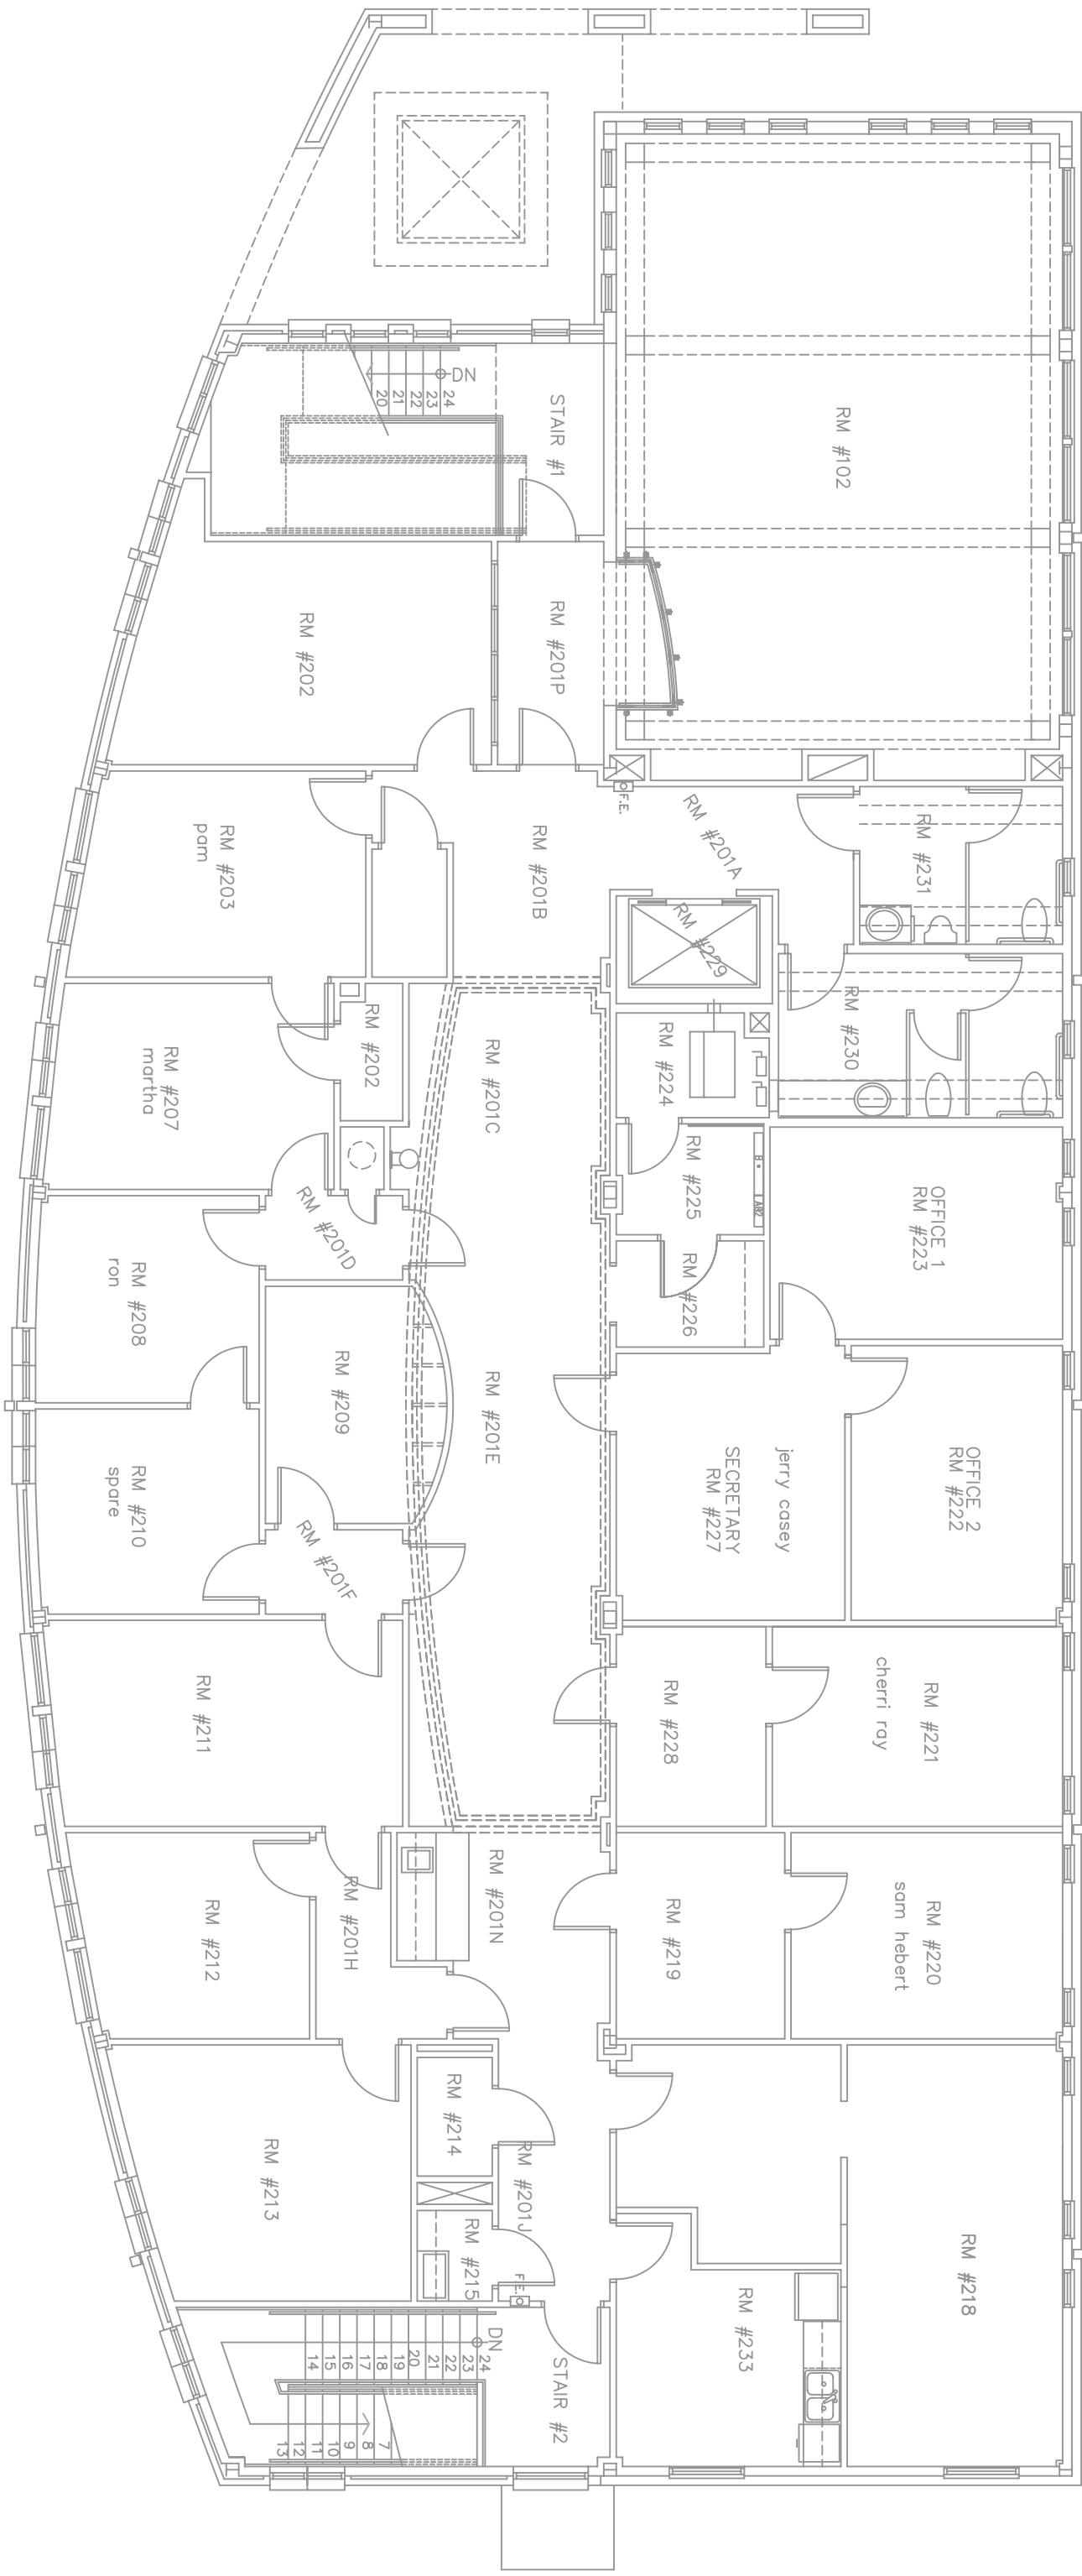 DN
24
23
22
21
20
STAIR #1
RM #102
RM #202
RM #201P
F.E.
RM #201A
RM #231
RM #203
pam
RM #201B
RM #229
RM #230
RM #202
RM #201C
RM #224
RM #207
martha
RM #225
RM #226
OFFICE 1
RM #223
RM #201D
RM #208
ron
RM #209
RM #201E
SECRETARY
RM #227
jerry casey
OFFICE 2
RM #222
RM #210
spare
RM #201F
RM #211
RM #228
RM #221
cherri ray
RM #212
RM #201H
RM #201N
RM #219
RM #220
sam hebert
RM #213
RM #214
RM #201J
RM #215
F.E.
RM #233
RM #218
STAIR #2
DN
24
23
22
21
20
19
18
17
16
15
14
13
12
11
10
9
8
7